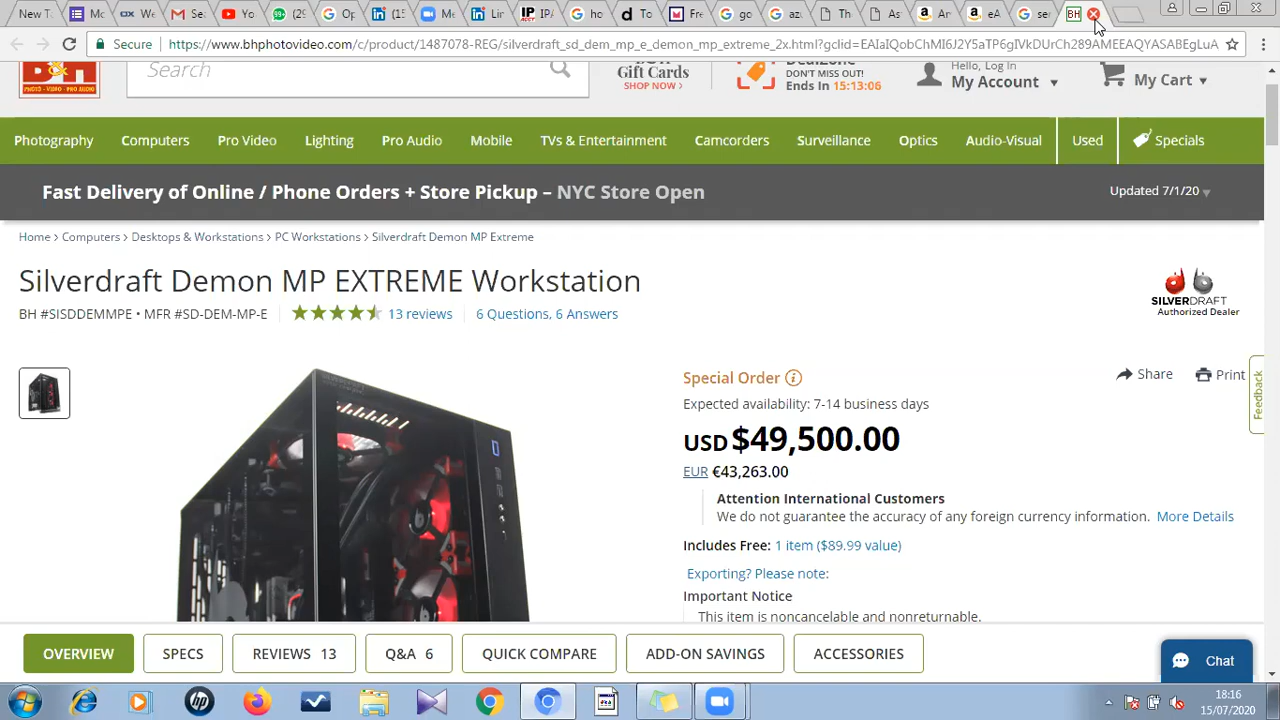 New T
M
cix
We
Se
Yo
(29
Op
(15
Me
Lin
IPA
ho
To
Fre
go
az
Th
As
Ar
eA
se
BH
Secure
https://www.bhphotovideo.com/c/product/1487078-REG/silverdraft_sd_dem_mp_e_demon_mp_extreme_2.html?gclid=EAIaIQobChMI6J2Y5aTP6gIVkDUrCh289AMEEAQYASABEgLuA
B&H
PHOTO - VIDEO - PRO AUDIO
Search
Gift Cards
SHOP NOW >
DealZone
DON'T MISS OUT!
Ends In 15:13:06
Hello, Log In
My Account
My Cart
Photography Computers Pro Video Lighting Pro Audio Mobile TVs & Entertainment Camcorders Surveillance Optics Audio-Visual Used Specials
Fast Delivery of Online / Phone Orders + Store Pickup – NYC Store Open
Updated 7/1/20
Home > Computers > Desktops & Workstations > PC Workstations > Silverdraft Demon MP Extreme
Silverdraft Demon MP EXTREME Workstation
BH #SISDDEMMPE • MFR #SD-DEM-MP-E
13 reviews
6 Questions, 6 Answers
SILVERDRAFT
Authorized Dealer
Special Order
Share
Print
Feedback
Expected availability: 7-14 business days
USD $49,500.00
EUR €43,263.00
Attention International Customers
We do not guarantee the accuracy of any foreign currency information. More Details
Includes Free: 1 item ($89.99 value)
Exporting? Please note:
Important Notice
This item is noncancelable and nonreturnable.
OVERVIEW
SPECS
REVIEWS 13
Q&A 6
QUICK COMPARE
ADD-ON SAVINGS
ACCESSORIES
Chat
18:16
15/07/2020